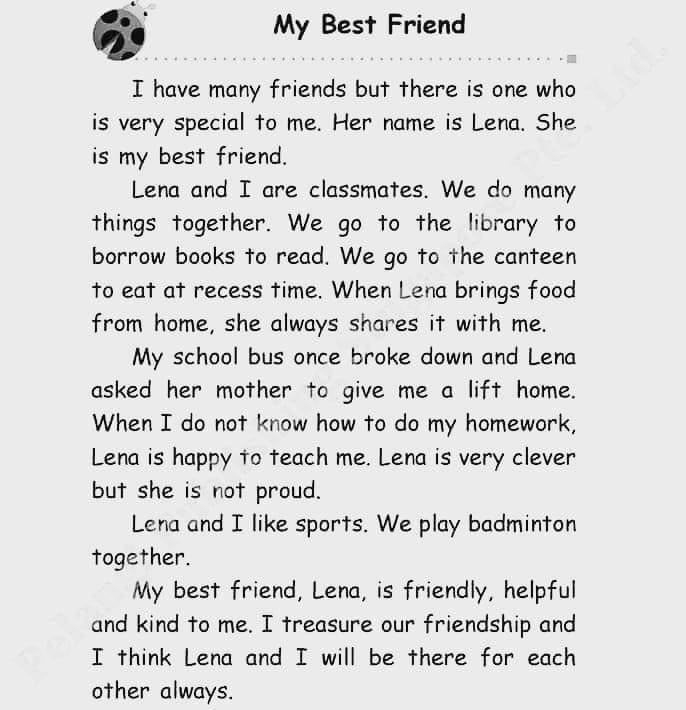 My Best Friend
I have many friends but there is one who
is very special to me. Her name is Lena. She
is my best friend.
Lena and I are classmates. We do many
things together. We go to the library to
borrow books to read. We go to the canteen
to eat at recess time. When Lena brings food
from home, she always shares it with me.
My school bus once broke down and Lena
asked her mother to give me a lift home.
When I do not know how to do my homework,
Lena is happy to teach me. Lena is very clever
but she is not proud.
Lena and I like sports. We play badminton
together.
My best friend, Lena, is friendly, helpful
and kind to me. I treasure our friendship and
I think Lena and I will be there for each
other always.
Pelangi Publishing Singapore Pte. Ltd.